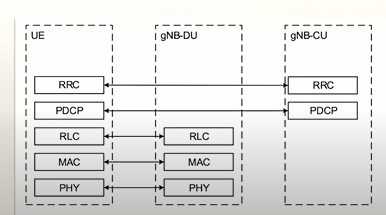 UE gNB-DU gNB-CU
RRC RRC
PDCP PDCP
RLC RLC
MAC MAC
PHY PHY